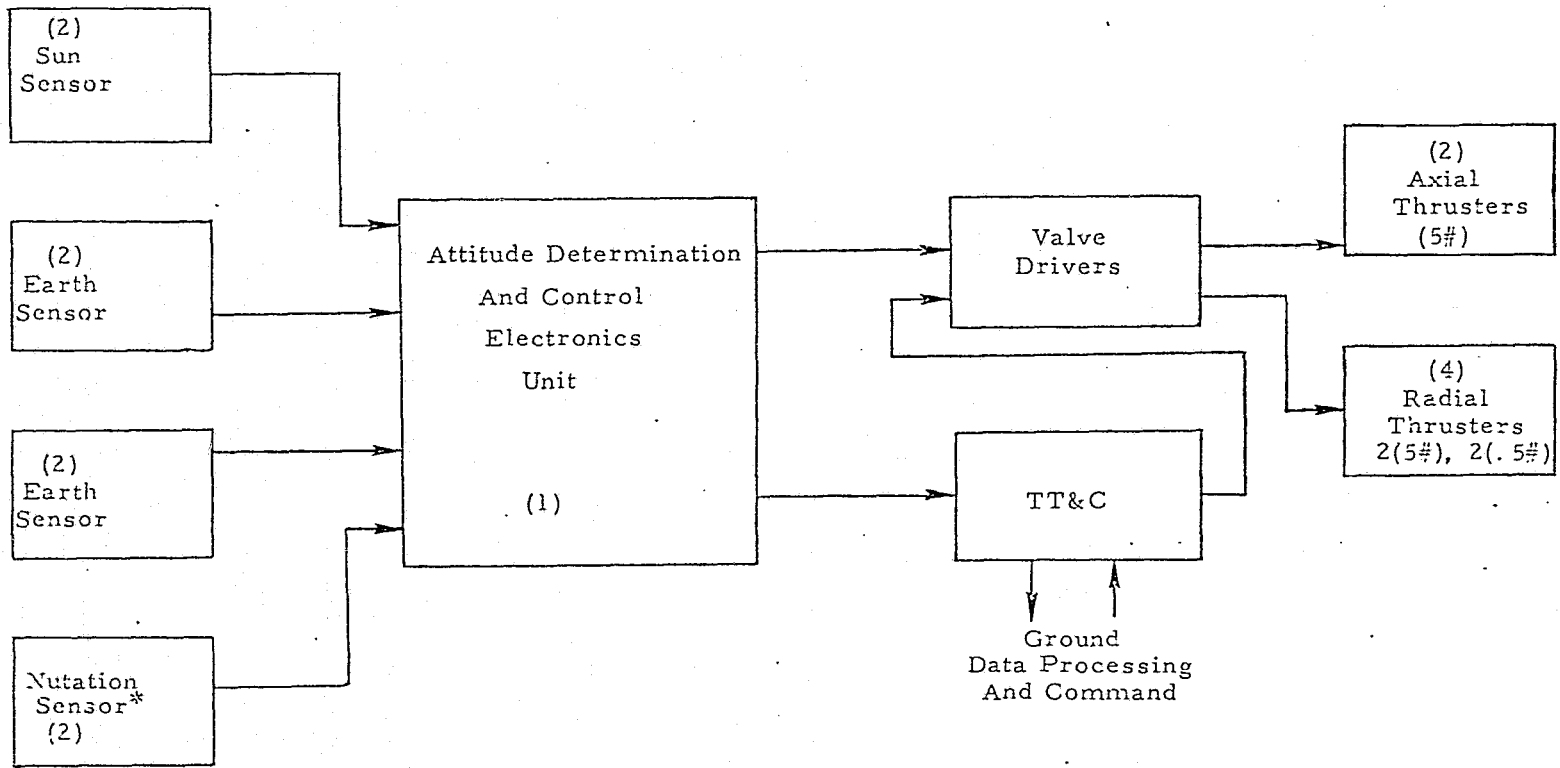 (2)
Sun
Sensor
(2)
Earth
Sensor
(2)
Earth
Sensor
Nutation
Sensor*
(2)
Attitude Determination
And Control
Electronics
Unit
(1)
Valve
Drivers
TT&C
Ground
Data Processing
And Command
(2)
Axial
Thrusters
(5#)
(4)
Radial
Thrusters
2(5#), 2(.5#)